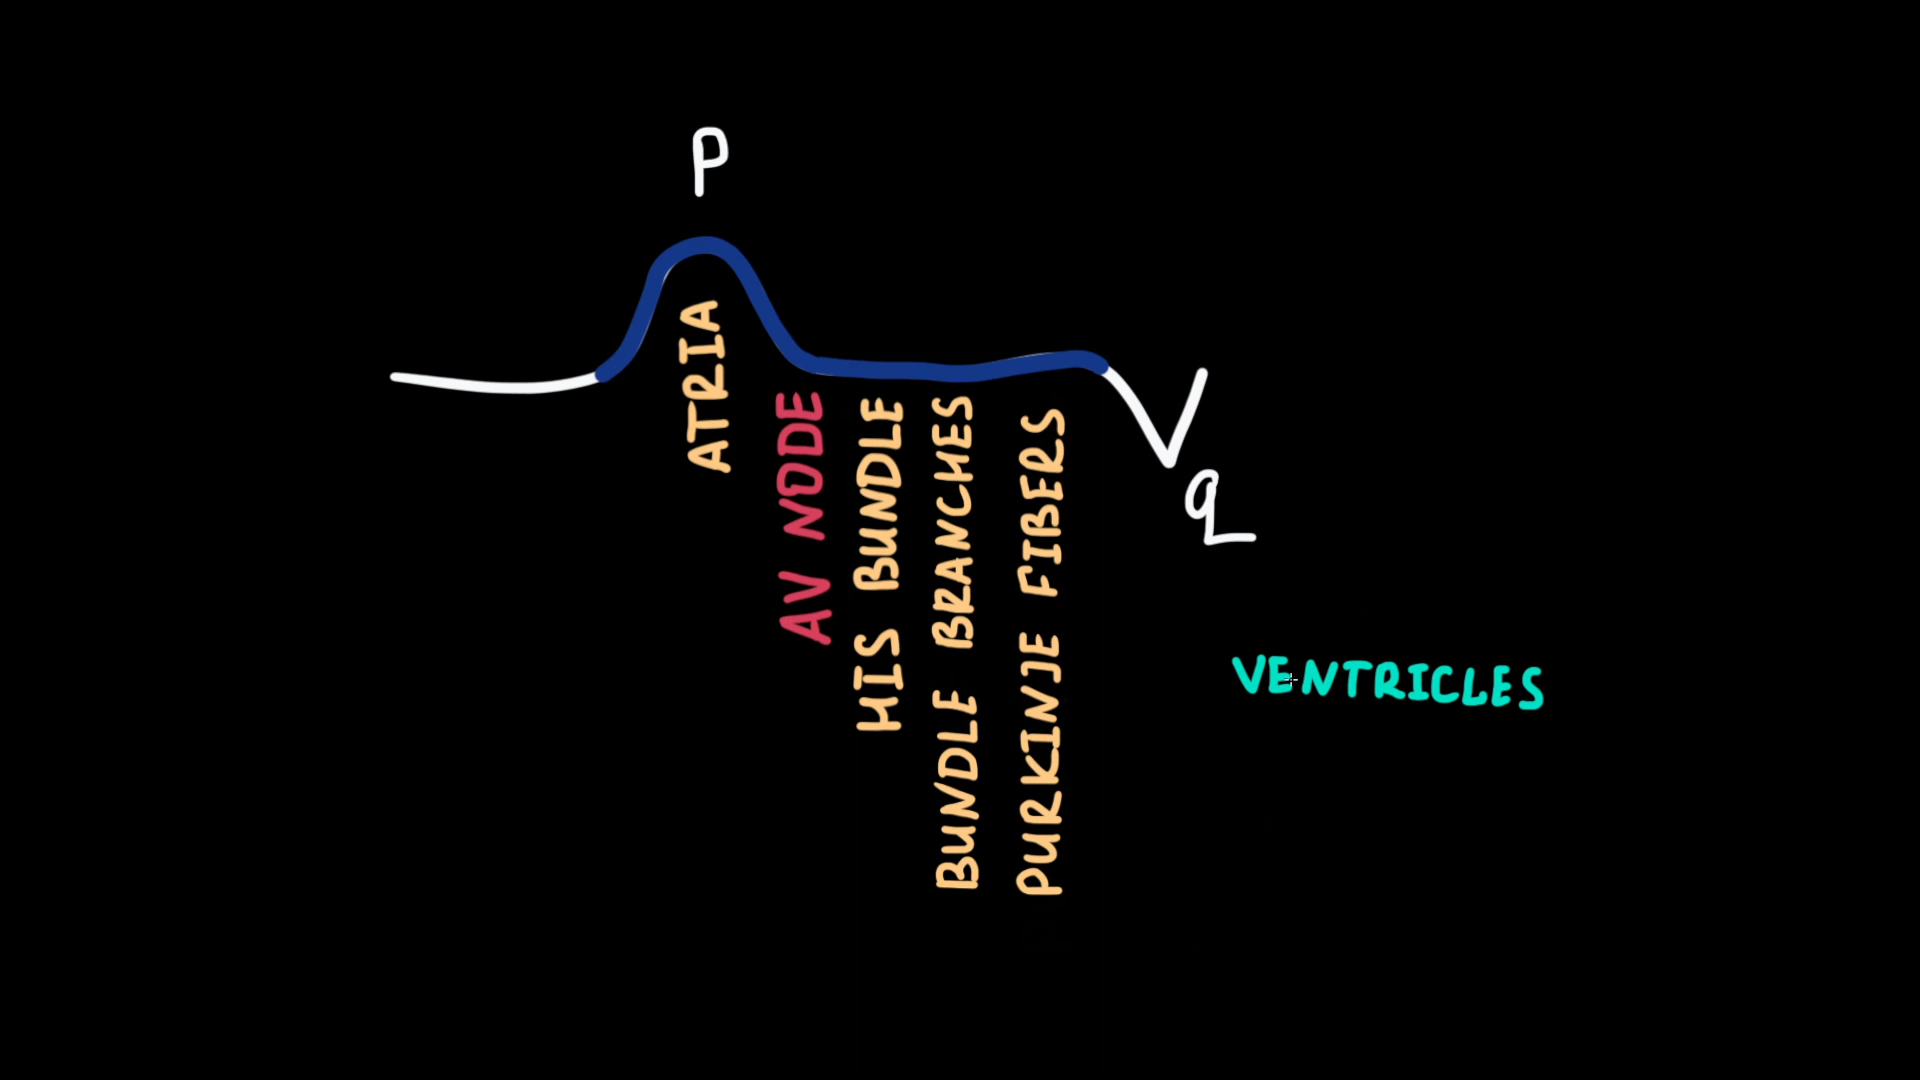 P
ATRIA
AV NODE
HIS BUNDLE
BUNDLE BRANCHES
PURKINJE FIBERS
q
VENTRICLES